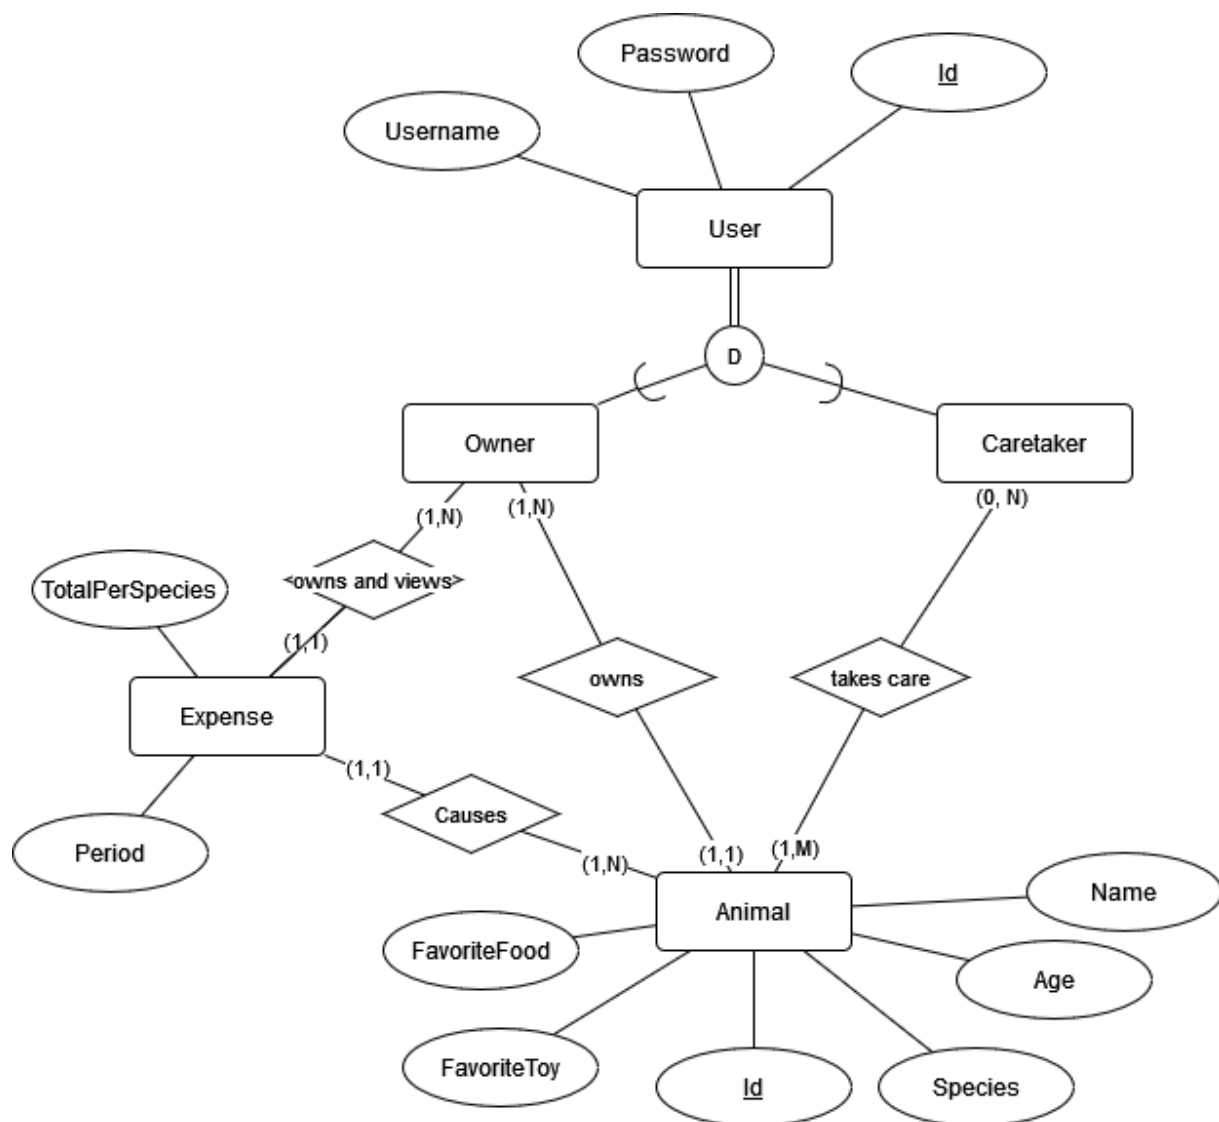 Password
Id
Username
User
D
Owner
Caretaker
(1,N)
(1,N)
(0, N)
<owns and views>
TotalPerSpecies
(1,1)
owns
takes care
Expense
(1,1)
Causes
Period
(1,N)
(1,1)
(1,M)
Animal
Name
FavoriteFood
Age
FavoriteToy
Id
Species